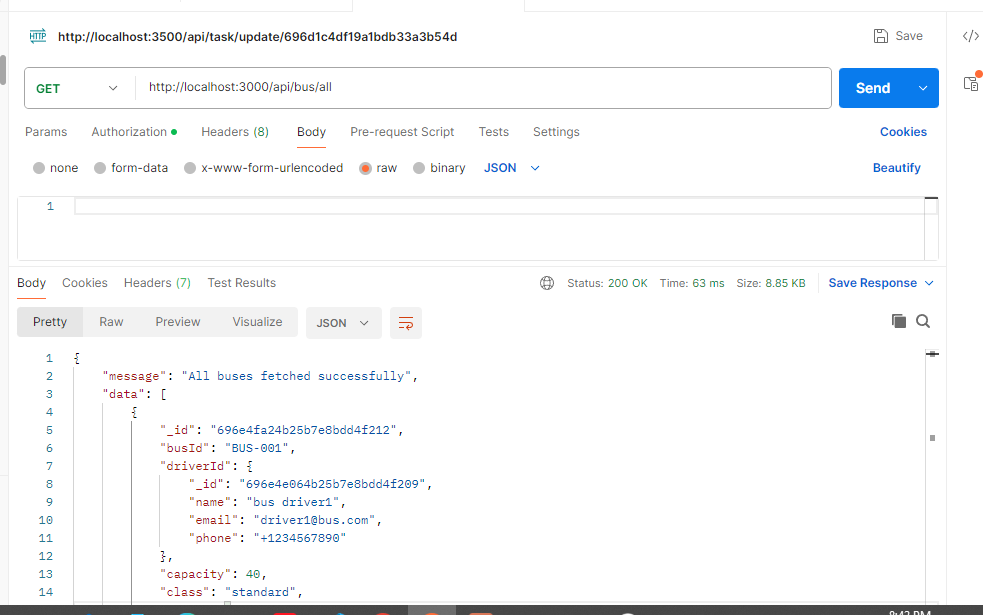 HTTP http://localhost:3500/api/task/update/696d1c4df19a1bdb33a3b54d Save </>
GET http://localhost:3000/api/bus/all Send
Params Authorization Headers (8) Body Pre-request Script Tests Settings Cookies
none form-data x-www-form-urlencoded raw binary JSON Beautify
1
Body Cookies Headers (7) Test Results Status: 200 OK Time: 63 ms Size: 8.85 KB Save Response
Pretty Raw Preview Visualize JSON
1 {
2 "message": "All buses fetched successfully",
3 "data": [
4 {
5 "_id": "696e4fa24b25b7e8bdd4f212",
6 "busId": "BUS-001",
7 "driverId": {
8 "_id": "696e4e064b25b7e8bdd4f209",
9 "name": "bus driver1",
10 "email": "driver1@bus.com",
11 "phone": "+1234567890"
12 },
13 "capacity": 40,
14 "class": "standard",